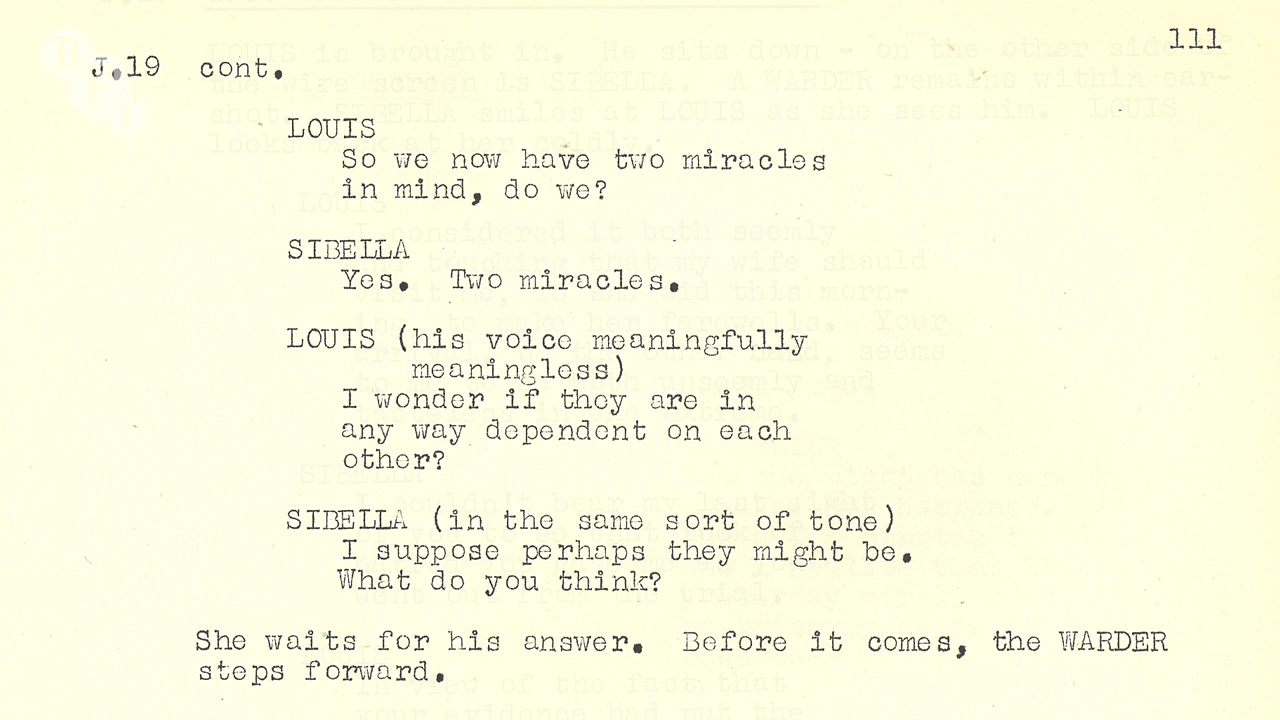 111
J.19 cont.
LOUIS
So we now have two miracles
in mind, do we?
SIBELLA
Yes. Two miracles.
LOUIS (his voice meaningfully
meaningless)
I wonder if they are in
any way dependent on each
other?
SIBELLA (in the same sort of tone)
I suppose perhaps they might be.
What do you think?
She waits for his answer. Before it comes, the WARDER
steps forward.